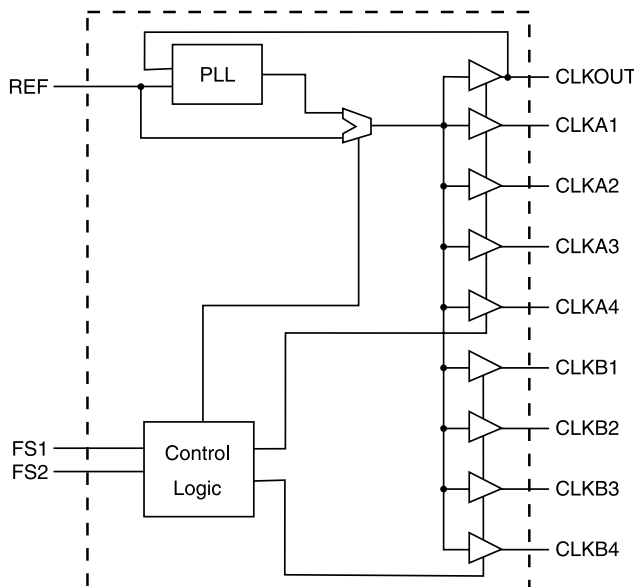 PLL
REF
CLKOUT
CLKA1
CLKA2
CLKA3
CLKA4
CLKB1
CLKB2
CLKB3
CLKB4
FS1
FS2
Control
Logic